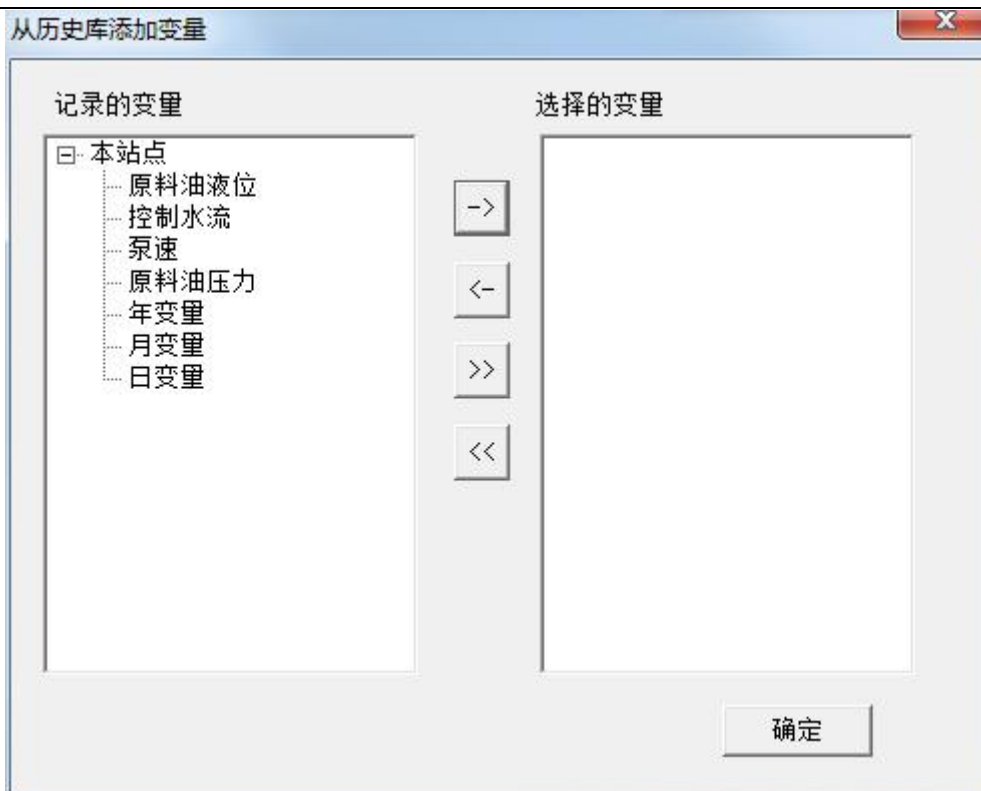 从历史库添加变量
X
记录的变量
选择的变量
本站点
原料油液位
控制水流
泵速
原料油压力
年变量
月变量
日变量
->
<-
>>
<<
确定